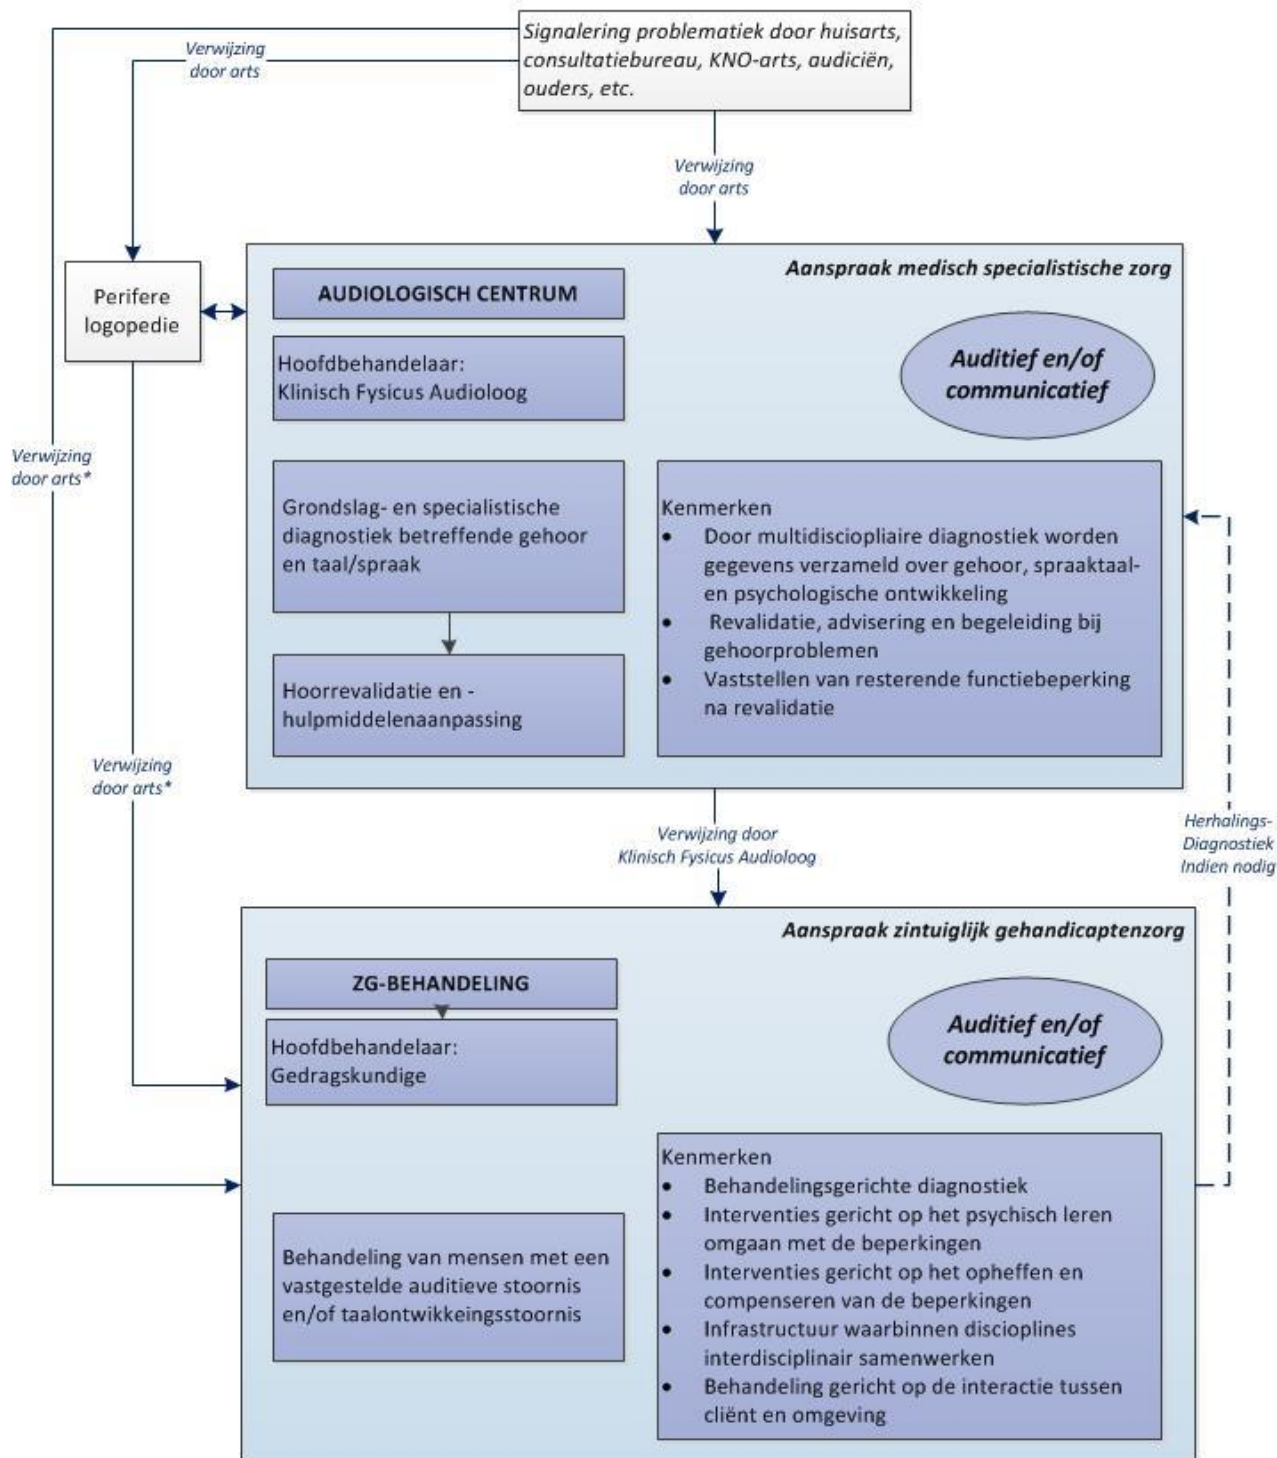 Signalering problematiek door huisarts,
consultatiebureau, KNO-arts, audiciën,
ouders, etc.
Verwijzing
door arts
Verwijzing
door arts
Perifere
logopedie
Aanspraak medisch specialistische zorg
AUDIOLOGISCH CENTRUM
Hoofdbehandelaar:
Klinisch Fysicus Audioloog
Auditief en/of
communicatief
Verwijzing
door arts*
Grondslag- en specialistische
diagnostiek betreffende gehoor
en taal/spraak
Hoorrevalidatie en -
hulpmiddelenaanpassing
Kenmerken
• Door multidisciopliaire diagnostiek worden
gegevens verzameld over gehoor, spraaktaal-
en psychologische ontwikkeling
• Revalidatie, advisering en begeleiding bij
gehoorproblemen
• Vaststellen van resterende functiebeperking
na revalidatie
Verwijzing
door arts*
Verwijzing door
Klinisch Fysicus Audioloog
Herhalings-
Diagnostiek
Indien nodig
Aanspraak zintuiglijk gehandicaptenzorg
ZG-BEHANDELING
Hoofdbehandelaar:
Gedragskundige
Auditief en/of
communicatief
Behandeling van mensen met een
vastgestelde auditieve stoornis
en/of taalontwikkeingsstoornis
Kenmerken
• Behandelingsgerichte diagnostiek
• Interventies gericht op het psychisch leren
omgaan met de beperkingen
• Interventies gericht op het opheffen en
compenseren van de beperkingen
• Infrastructuur waarbinnen discioplines
interdisciplinair samenwerken
• Behandeling gericht op de interactie tussen
cliënt en omgeving